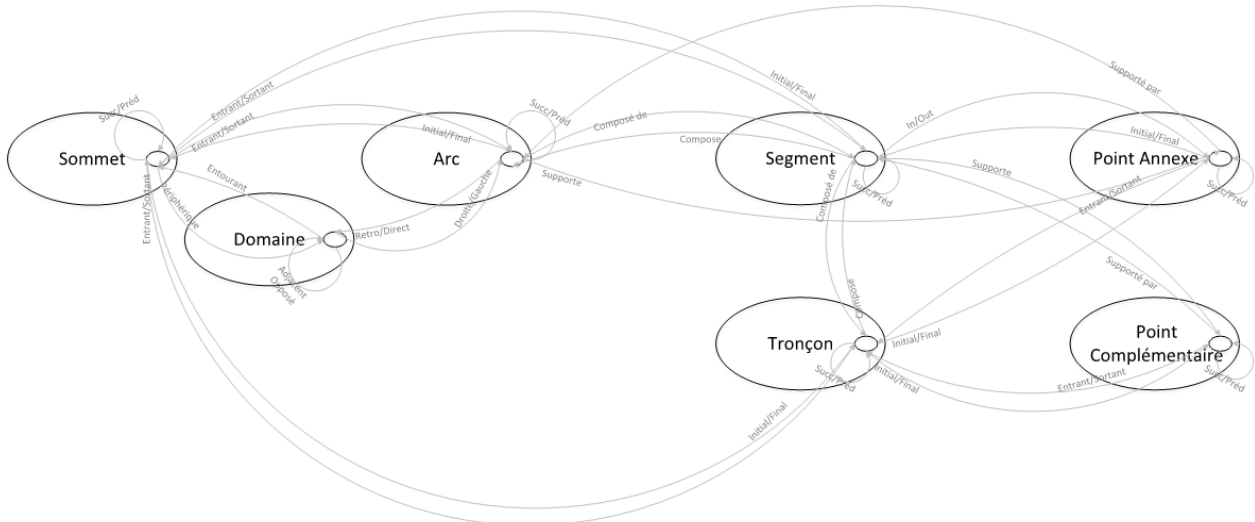 Supporté par
Initial/Final
Entrant/Sortant
Succ/Préd
Succ/Préd
In/Out
Composé de
Entrant/Sortant
Initial/Final
Initial/Final
Compose
Sommet
Arc
Segment
Point Annexe
Supporte
Supporte
Entourant
Composé de
Succ/Préd
Entrant/Sortant
Succ/Préd
Entrant/Sortant
Périphérique
Droite/Gauche
Retro/Direct
Domaine
Adjacent
Opposé
Supporté par
Compose
Tronçon
Initial/Final
Point
Complémentaire
Succ/Préd
Initial/Final
Entrant/Sortant
Succ/Préd
Initial/Final